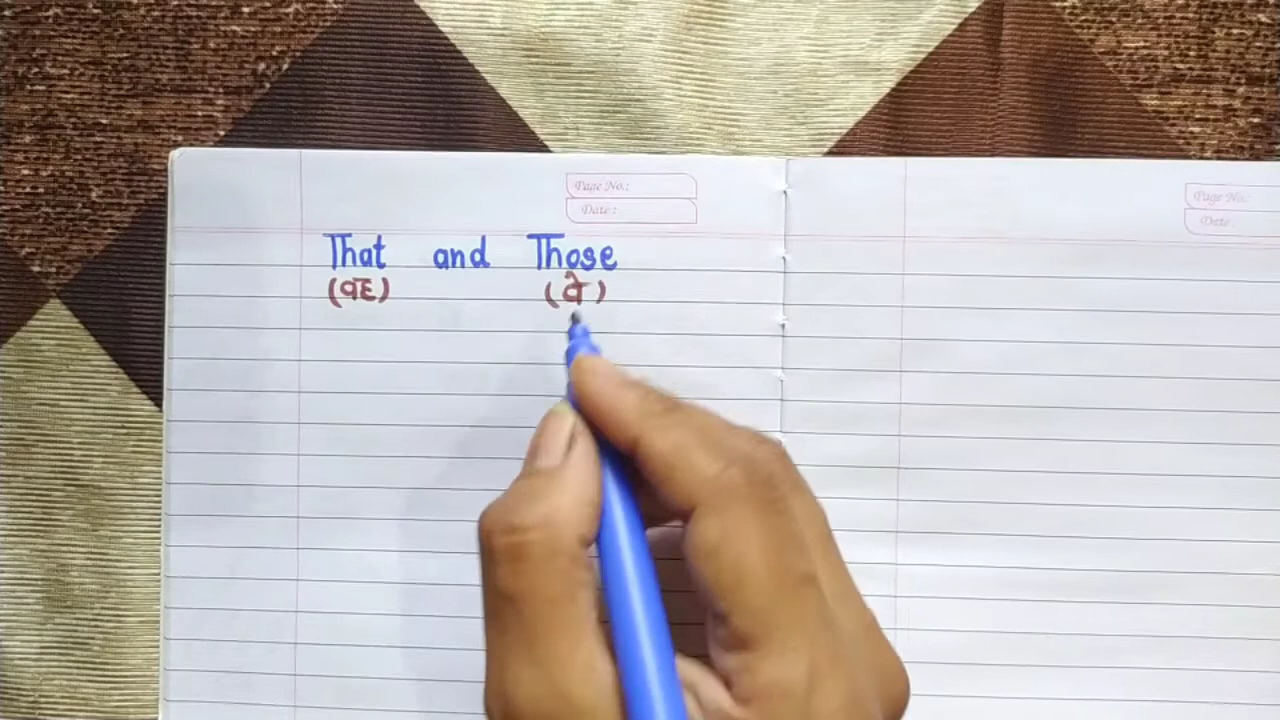 Page No.:
Date:
That and Those
(वह) (वे)
Page No.:
Date: